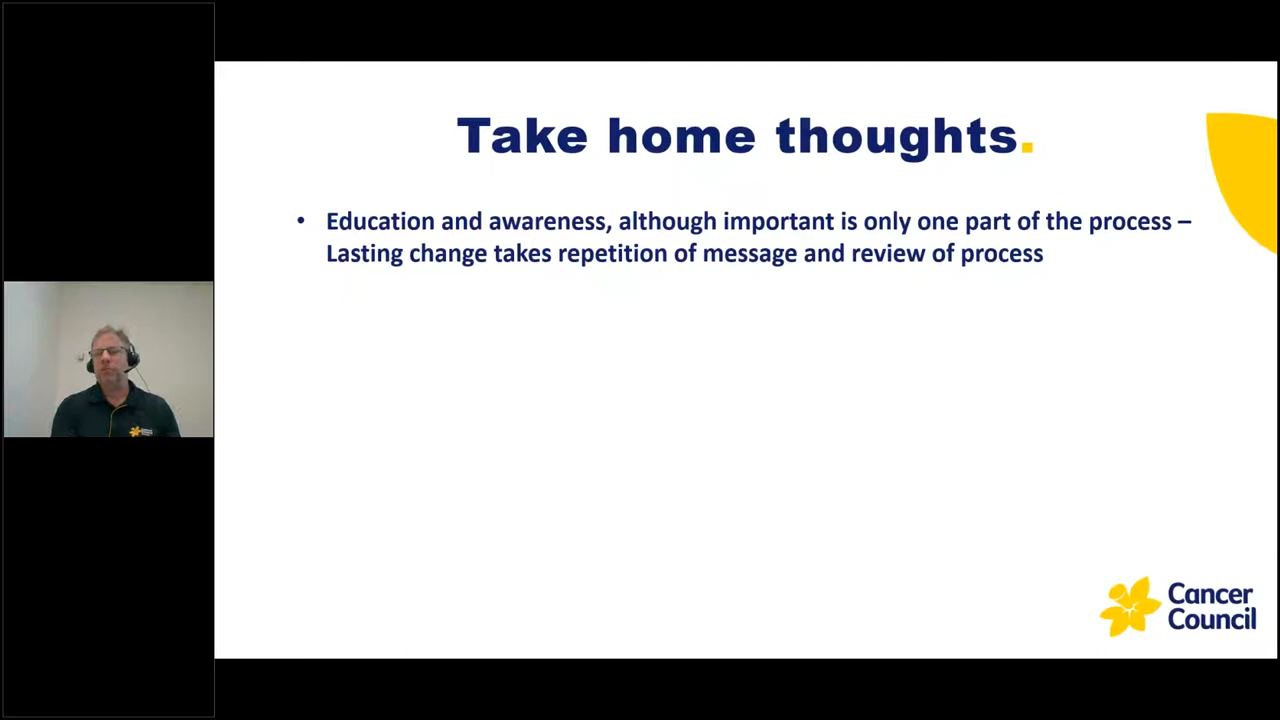 Take home thoughts.
• Education and awareness, although important is only one part of the process –
Lasting change takes repetition of message and review of process
Cancer
Council